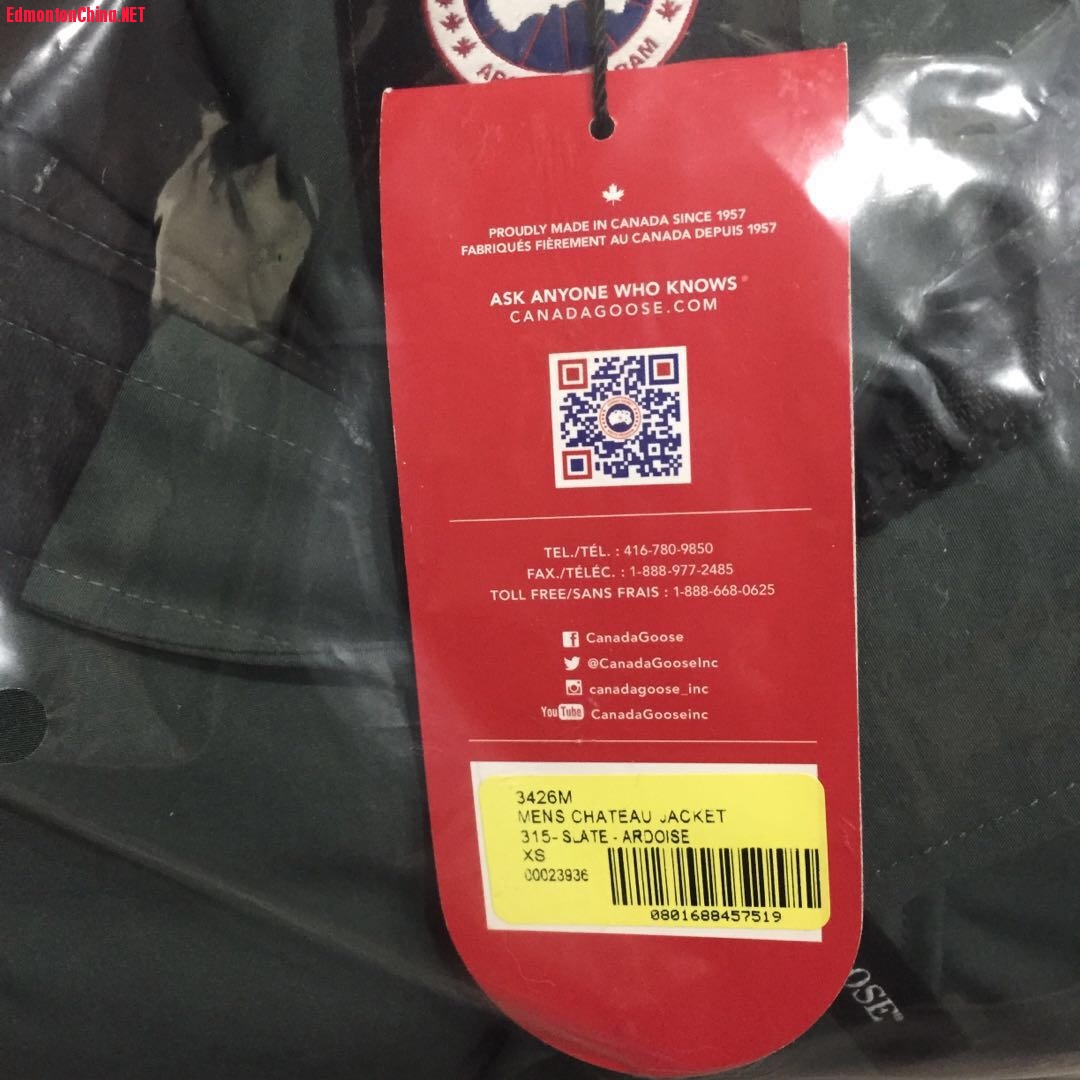 EdmontonChina.NET
PROUDLY MADE IN CANADA SINCE 1957
FABRIQUÉS FIÈREMENT AU CANADA DEPUIS 1957
ASK ANYONE WHO KNOWS®
CANADAGOOSE.COM
TEL./TÉL. : 416-780-9850
FAX./TÉLÉC. : 1-888-977-2485
TOLL FREE/SANS FRAIS : 1-888-668-0625
CanadaGoose
@CanadaGooseInc
canadagoose_inc
YouTube CanadaGooseinc
3426M
MENS CHATEAU JACKET
315- SLATE - ARDOISE
XS
00023936
0801688457519